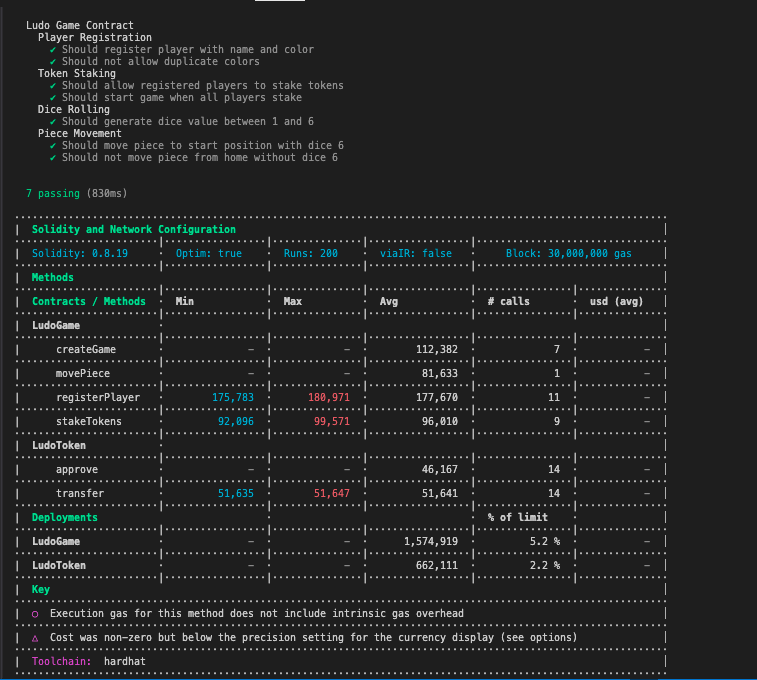 Ludo Game Contract
Player Registration
✔ Should register player with name and color
✔ Should not allow duplicate colors
Token Staking
✔ Should allow registered players to stake tokens
✔ Should start game when all players stake
Dice Rolling
✔ Should generate dice value between 1 and 6
Piece Movement
✔ Should move piece to start position with dice 6
✔ Should not move piece from home without dice 6
7 passing (830ms)
| Solidity and Network Configuration |
| Solidity: 0.8.19 · Optim: true · Runs: 200 · viaIR: false · Block: 30,000,000 gas |
| Methods |
| Contracts / Methods · Min · Max · Avg · # calls · usd (avg) |
| LudoGame · |
| createGame · – · – · 112,382 · 7 · – |
| movePiece · – · – · 81,633 · 1 · – |
| registerPlayer · 175,783 · 180,971 · 177,670 · 11 · – |
| stakeTokens · 92,096 · 99,571 · 96,010 · 9 · – |
| LudoToken · |
| approve · – · – · 46,167 · 14 · – |
| transfer · 51,635 · 51,647 · 51,641 · 14 · – |
| Deployments · % of limit · |
| LudoGame · – · – · 1,574,919 · 5.2 % · – |
| LudoToken · – · – · 662,111 · 2.2 % · – |
| Key |
| ○ Execution gas for this method does not include intrinsic gas overhead |
| △ Cost was non-zero but below the precision setting for the currency display (see options) |
| Toolchain: hardhat |